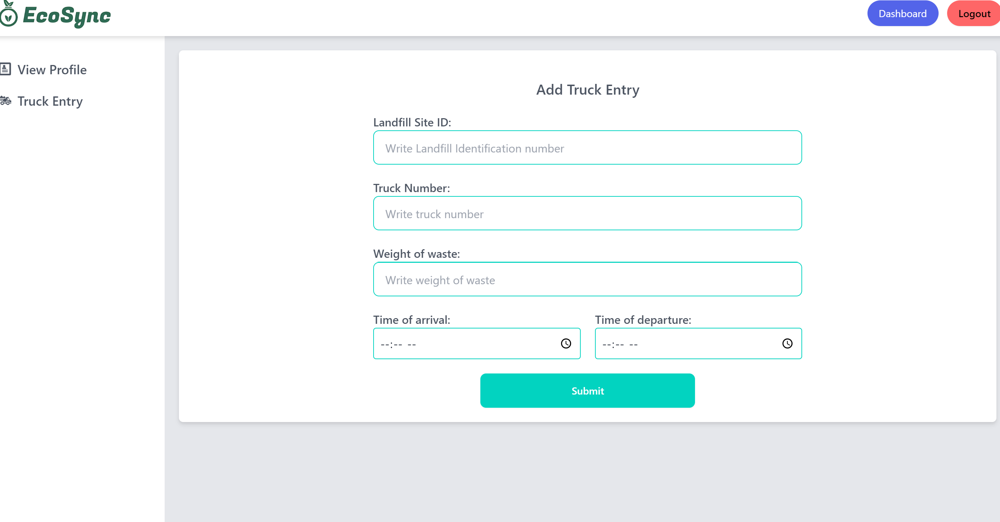 EcoSync
Dashboard
Logout
View Profile
Truck Entry
Add Truck Entry
Landfill Site ID:
Write Landfill Identification number
Truck Number:
Write truck number
Weight of waste:
Write weight of waste
Time of arrival:
Time of departure:
--:-- --
--:-- --
Submit